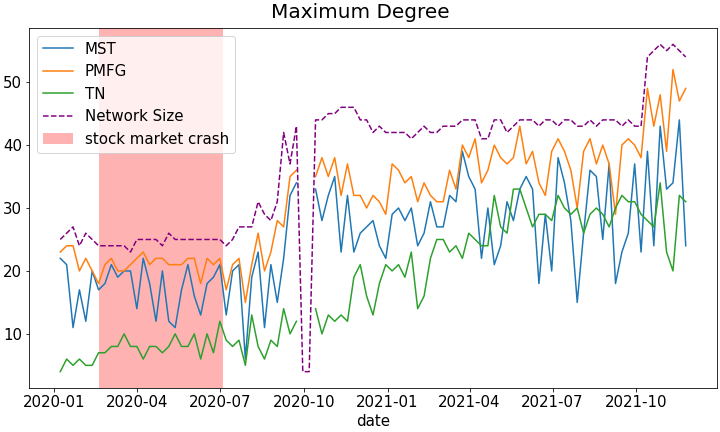 Maximum Degree
MST
PMFG
TN
Network Size
stock market crash
50
40
30
20
10
2020-01 2020-04 2020-07 2020-10 2021-01 2021-04 2021-07 2021-10
date